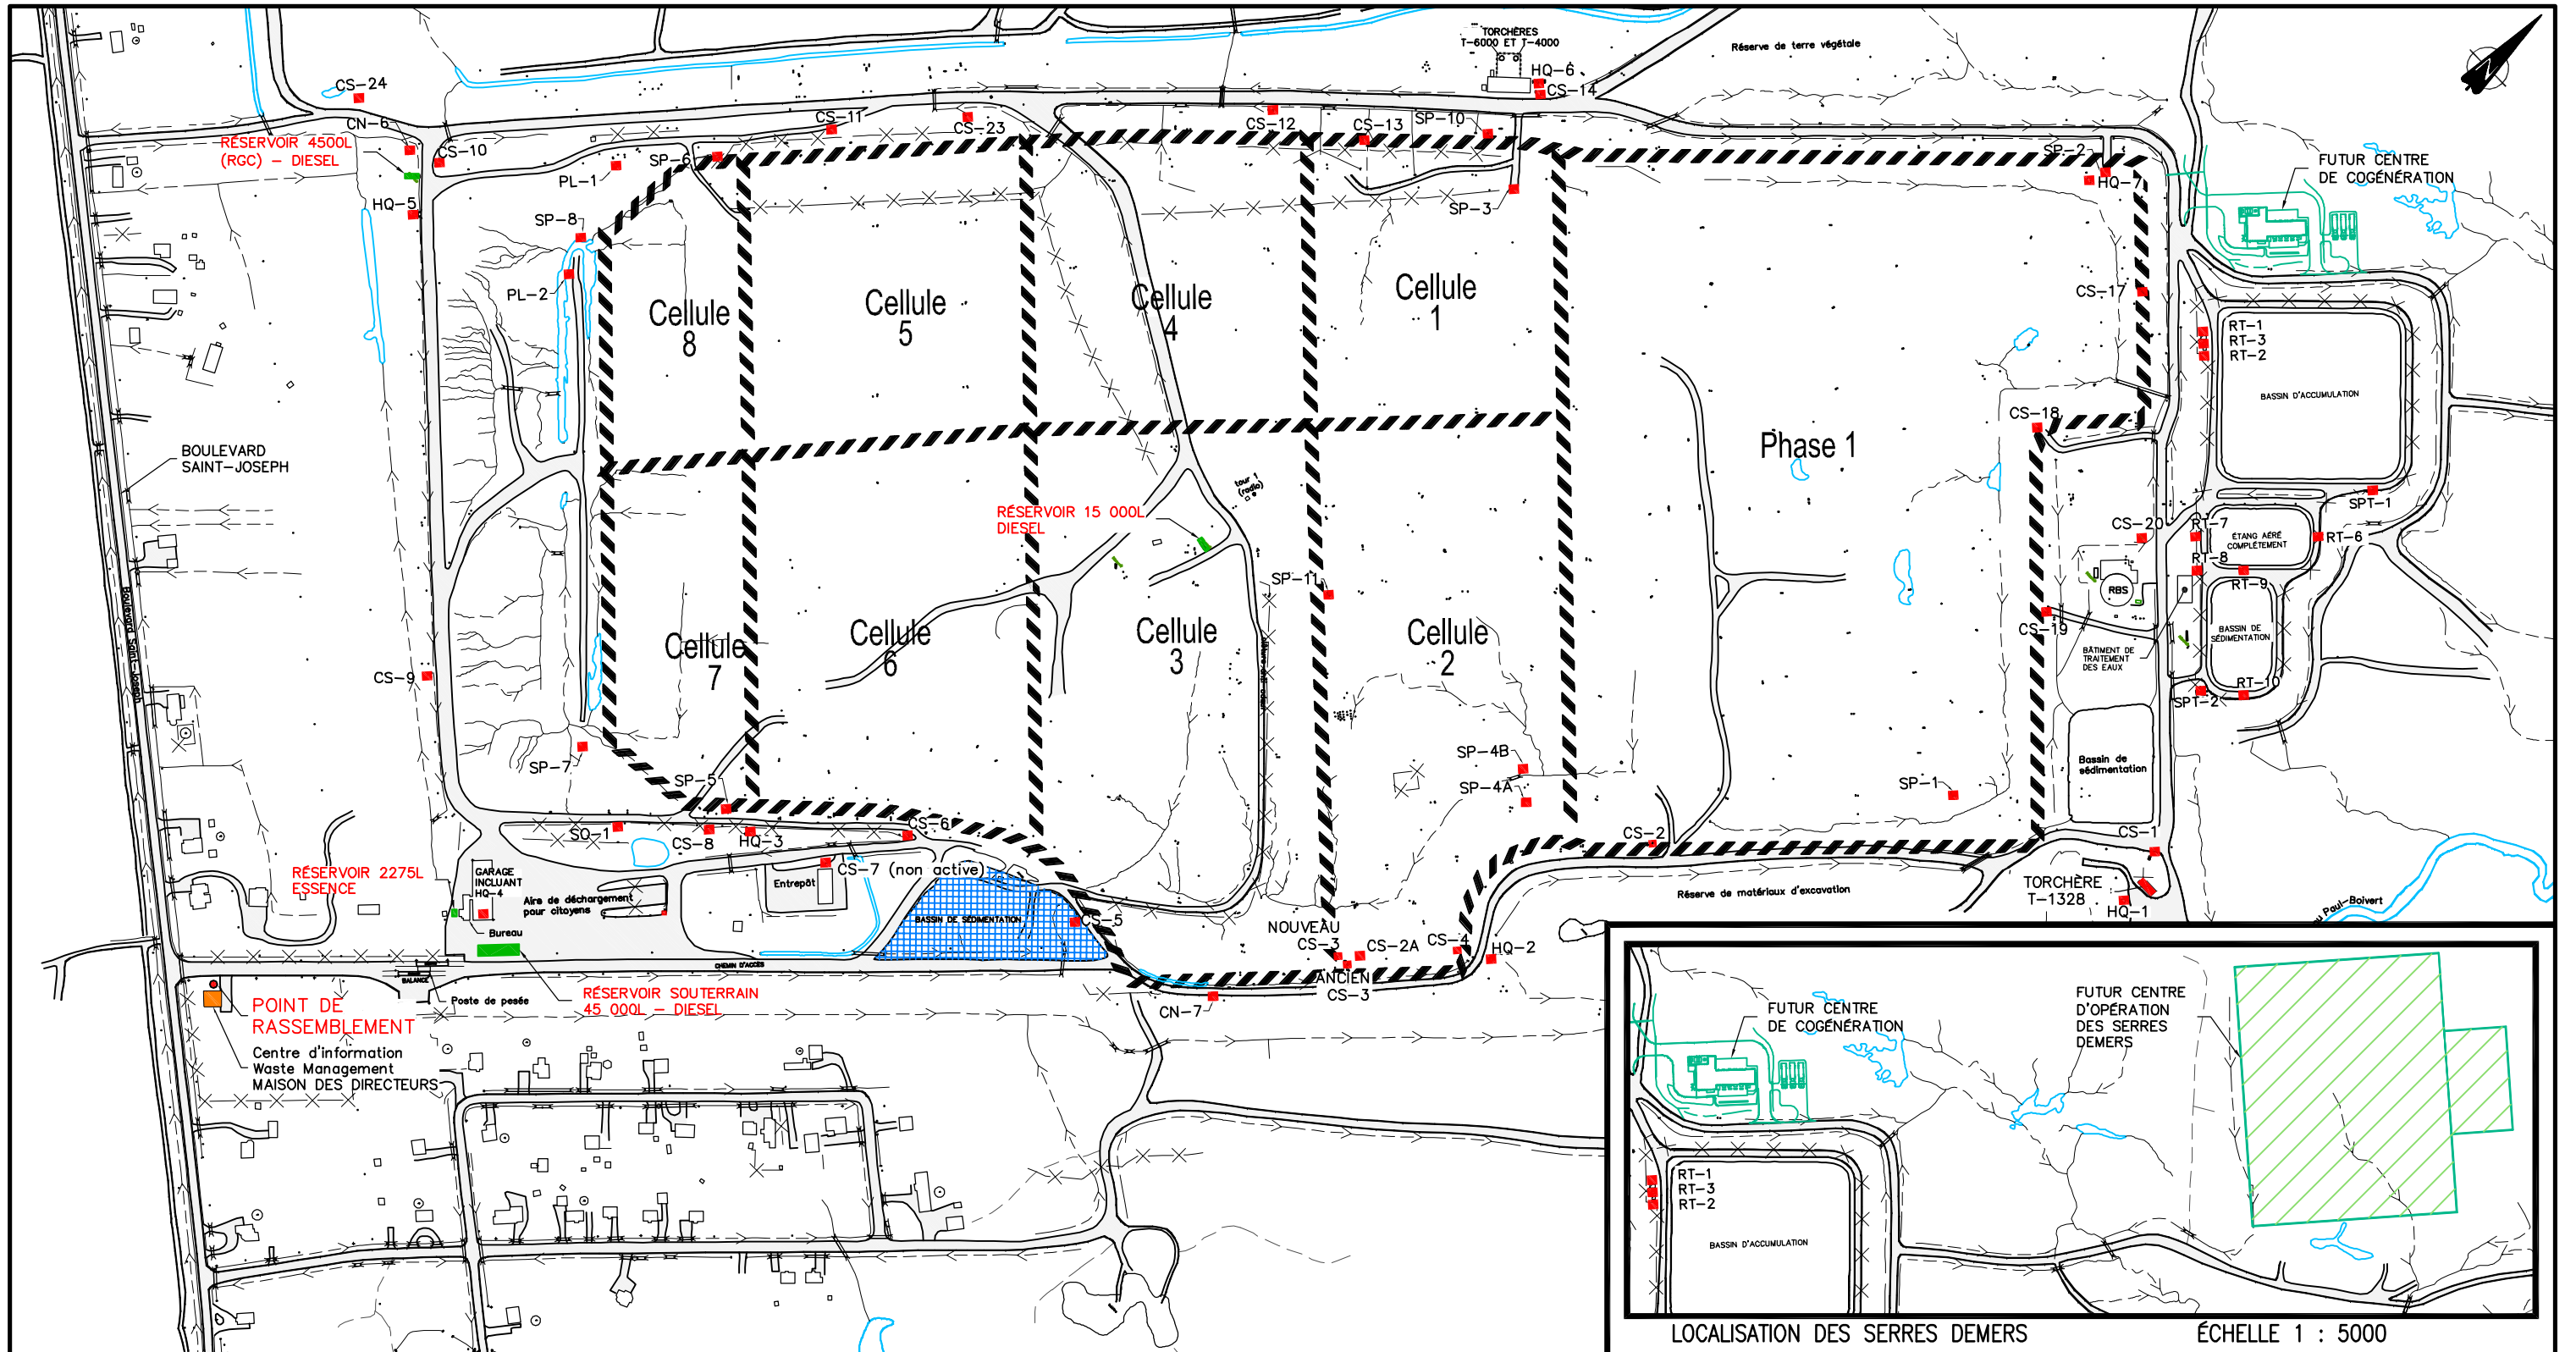 TORCHÈRES
T-6000 ET T-4000
Réserve de terre végétale
HQ-6
CS-14
CS-24
CN-6
RÉSERVOIR 4500L
(RGC) - DIESEL
CS-10
CS-11
CS-23
CS-12
CS-13
SP-10
SP-6
PL-1
SP-2
HQ-7
FUTUR CENTRE
DE COGÉNÉRATION
HQ-5
SP-8
SP-3
PL-2
Cellule
8
Cellule
5
Cellule
4
Cellule
1
CS-17
RT-1
RT-3
RT-2
BASSIN D'ACCUMULATION
CS-18
Phase 1
BOULEVARD
SAINT-JOSEPH
tour 1
(radio)
RÉSERVOIR 15 000L
DIESEL
SPT-1
CS-20
RT-7
ÉTANG AÉRÉ
COMPLÈTEMENT
RT-6
RT-8
RT-9
SP-11
RBS
Boulevard Saint-Joseph
CS-19
BASSIN DE
SÉDIMENTATION
BÂTIMENT DE
TRAITEMENT
DES EAUX
Cellule
7
Cellule
6
Cellule
3
Cellule
2
CS-9
RT-10
SPT-2
SP-7
SP-5
SP-4B
SP-4A
SP-1
Bassin de
sédimentation
SO-1
CS-8
HQ-3
CS-6
CS-2
CS-1
CS-7 (non active)
RÉSERVOIR 2275L
ESSENCE
GARAGE
INCLUANT
HQ-4
Aire de déchargement
pour citoyens
Entrepôt
Bureau
BASSIN DE SÉDIMENTATION
CS-5
Réserve de matériaux d'excavation
TORCHÈRE
T-1328
HQ-1
u Paul-Boivert
NOUVEAU
CS-3
CS-2A
CS-4
HQ-2
ANCIEN
CS-3
CN-7
CHEMIN D'ACCÈS
BALANCE
Poste de pesée
RÉSERVOIR SOUTERRAIN
45 000L - DIESEL
POINT DE
RASSEMBLEMENT
Centre d'information
Waste Management
MAISON DES DIRECTEURS
FUTUR CENTRE
DE COGÉNÉRATION
FUTUR CENTRE
D'OPÉRATION
DES SERRES
DEMERS
RT-1
RT-3
RT-2
BASSIN D'ACCUMULATION
LOCALISATION DES SERRES DEMERS
ÉCHELLE 1 : 5000